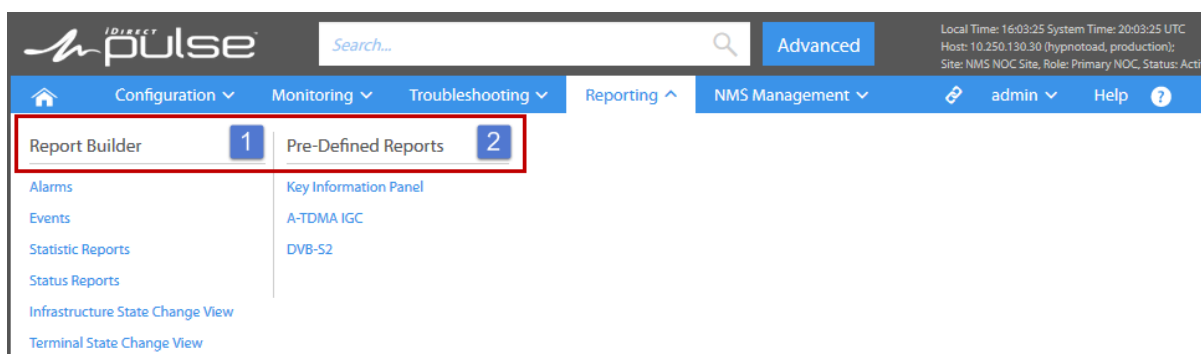 iDIRECT
pulse
Search...
Advanced
Local Time: 16:03:25 System Time: 20:03:25 UTC
Host: 10.250.130.30 (hypnotoad, production);
Site: NMS NOC Site, Role: Primary NOC, Status: Acti
Configuration
Monitoring
Troubleshooting
Reporting
NMS Management
admin
Help
?
Report Builder
1
Pre-Defined Reports
2
Alarms
Key Information Panel
Events
A-TDMA IGC
Statistic Reports
DVB-S2
Status Reports
Infrastructure State Change View
Terminal State Change View